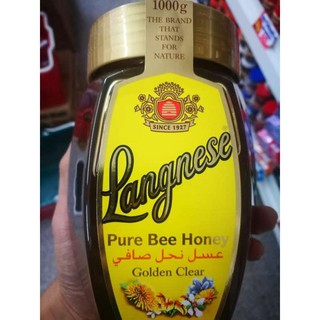 1000g
THE BRAND
THAT
STANDS
FOR
NATURE
SINCE 1927
Langnese
Pure Bee Honey
عسل نحل صافي
Golden Clear